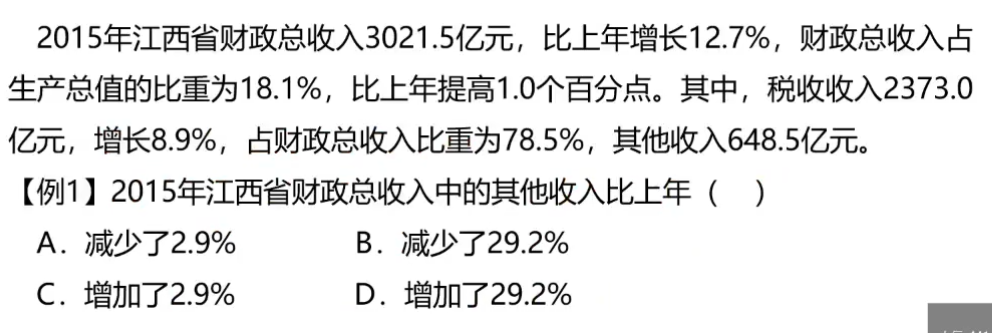 2015年江西省财政总收入3021.5亿元，比上年增长12.7%，财政总收入占
生产总值的比重为18.1%，比上年提高1.0个百分点。其中，税收收入2373.0
亿元，增长8.9%，占财政总收入比重为78.5%，其他收入648.5亿元。
【例1】2015年江西省财政总收入中的其他收入比上年（ ）
A．减少了2.9% B．减少了29.2%
C．增加了2.9% D．增加了29.2%